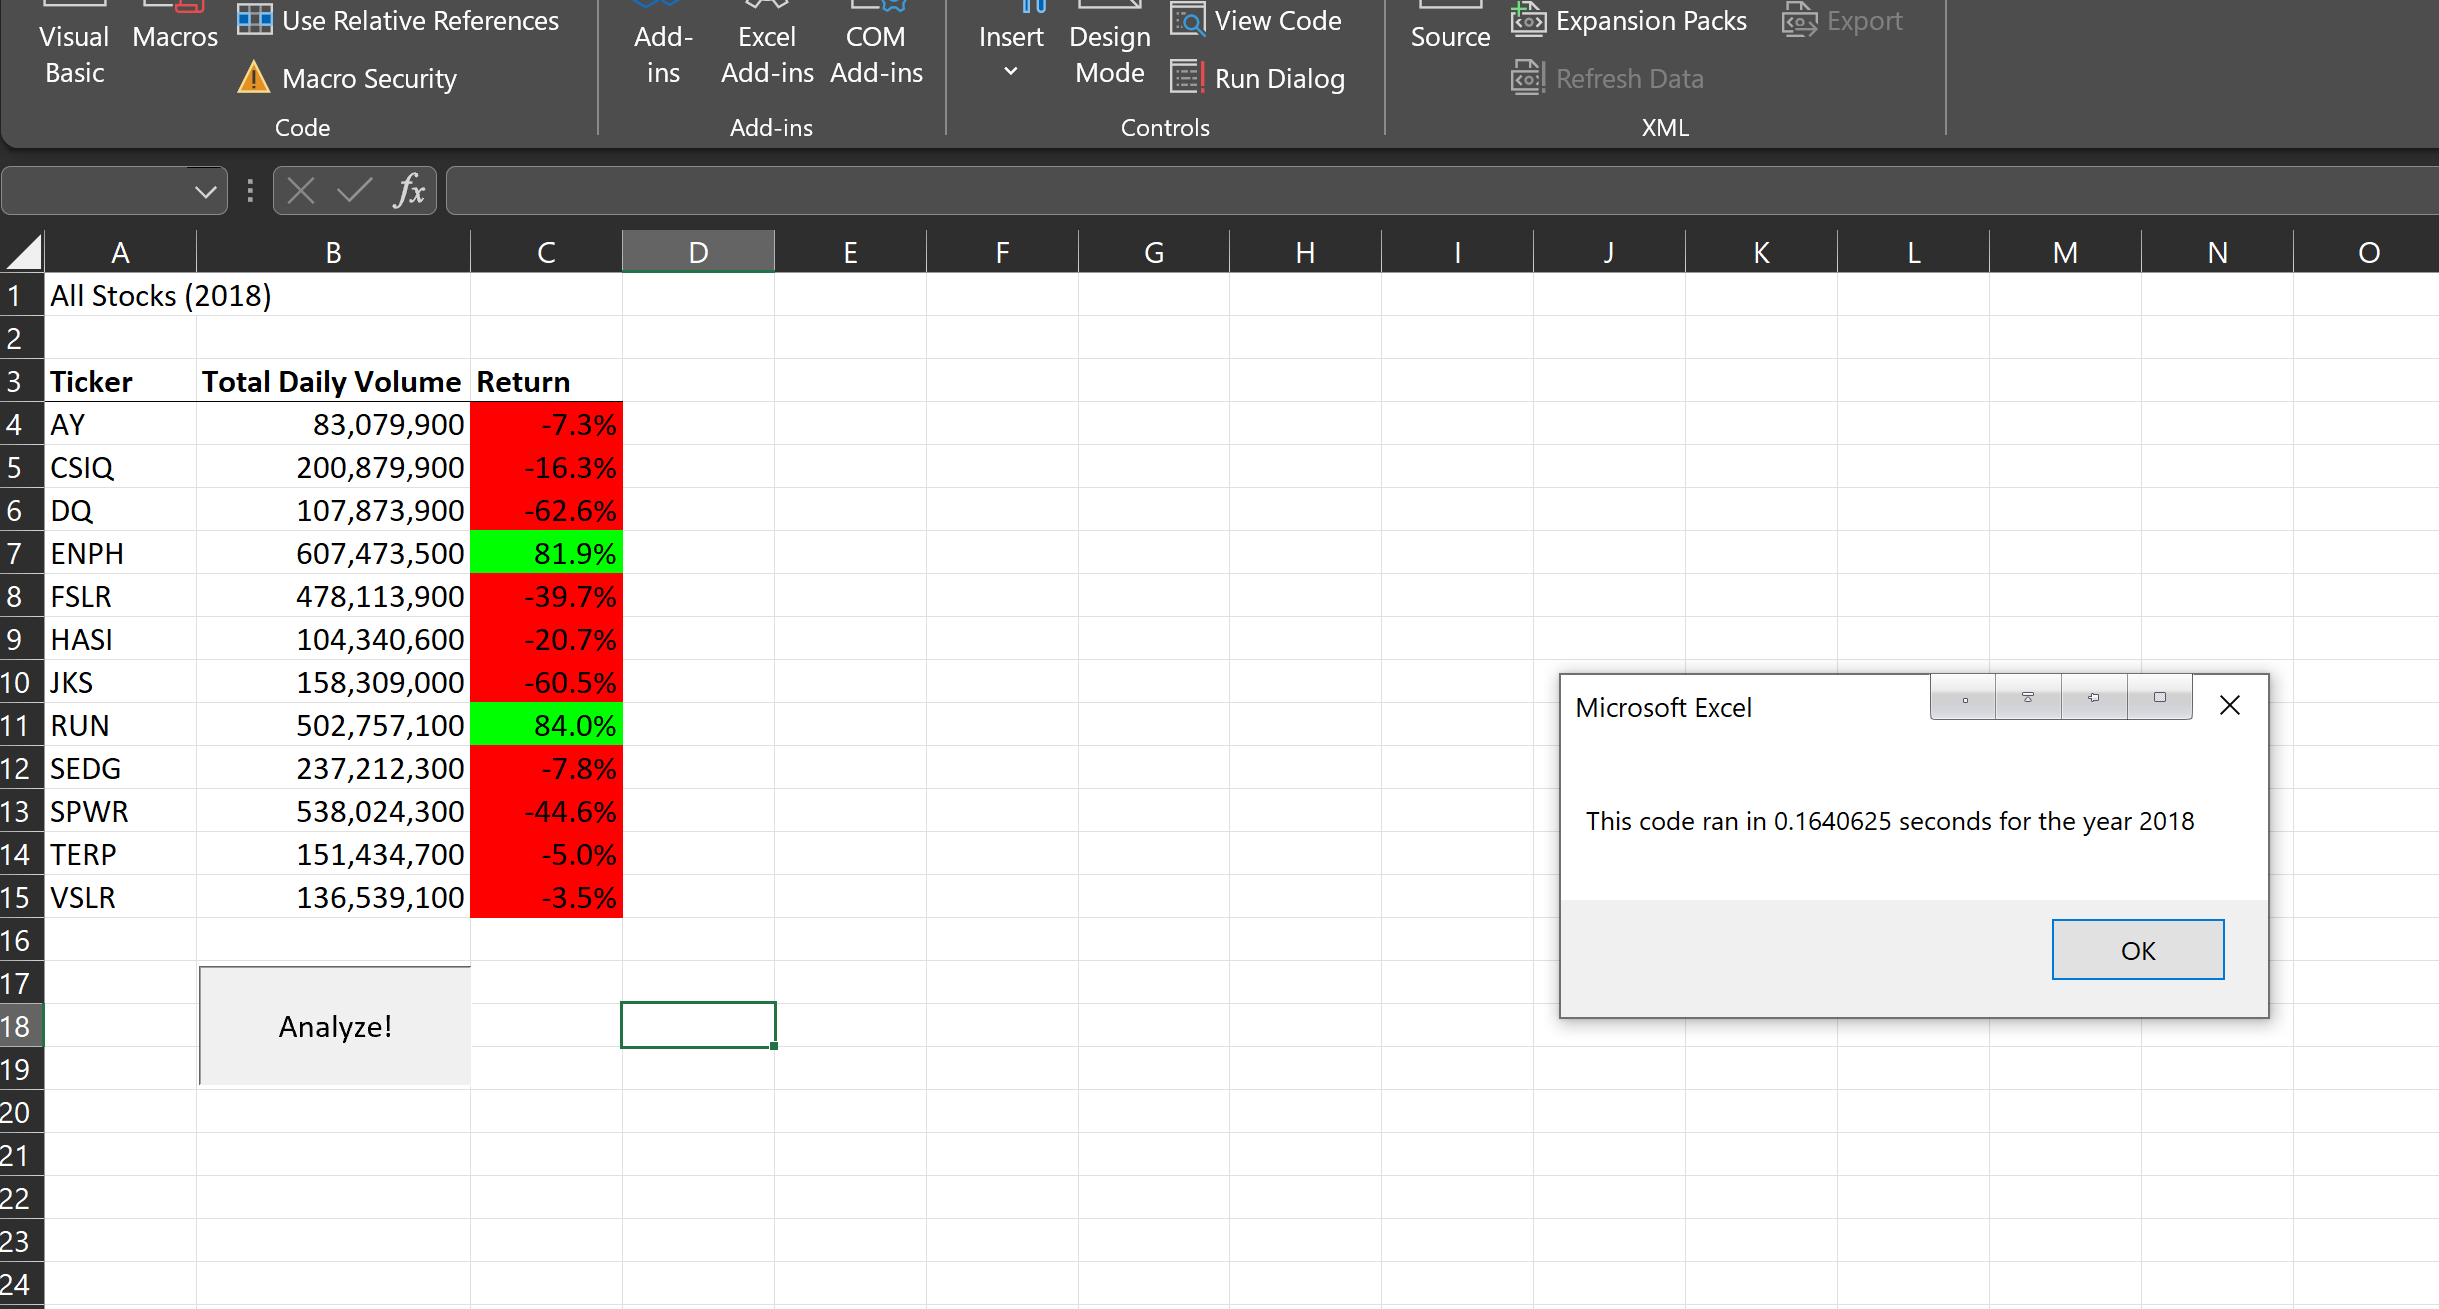 Visual Basic
Macros
Use Relative References
Macro Security
Code
Add-ins
Excel Add-ins
COM Add-ins
Add-ins
Insert
Design Mode
View Code
Run Dialog
Controls
Source
Expansion Packs
Export
Refresh Data
XML
fx
A B C D E F G H I J K L M N O
1 All Stocks (2018)
2
3 Ticker Total Daily Volume Return
4 AY 83,079,900 -7.3%
5 CSIQ 200,879,900 -16.3%
6 DQ 107,873,900 -62.6%
7 ENPH 607,473,500 81.9%
8 FSLR 478,113,900 -39.7%
9 HASI 104,340,600 -20.7%
10 JKS 158,309,000 -60.5%
11 RUN 502,757,100 84.0%
12 SEDG 237,212,300 -7.8%
13 SPWR 538,024,300 -44.6%
14 TERP 151,434,700 -5.0%
15 VSLR 136,539,100 -3.5%
16
17
18
19
20
21
22
23
24
Analyze!
Microsoft Excel
This code ran in 0.1640625 seconds for the year 2018
OK